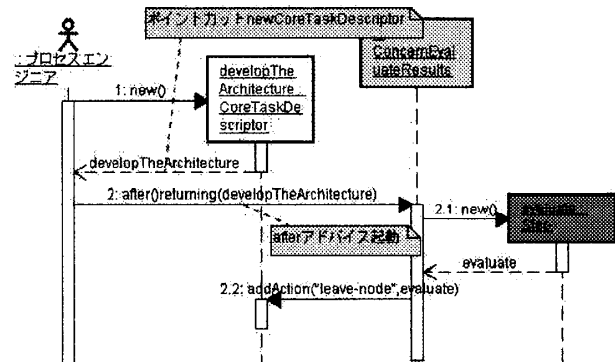 ポイントカットnewCoreTaskDescriptor
: プロセスエン
ジニア
developThe
Architecture :
CoreTaskDe
scriptor
ConcernEval
uateResults
1: new()
developTheArchitecture
2: after()returning(developTheArchitecture)
2.1: new()
evaluate :
Step
afterアドバイス起動
evaluate
2.2: addAction("leave-node",evaluate)